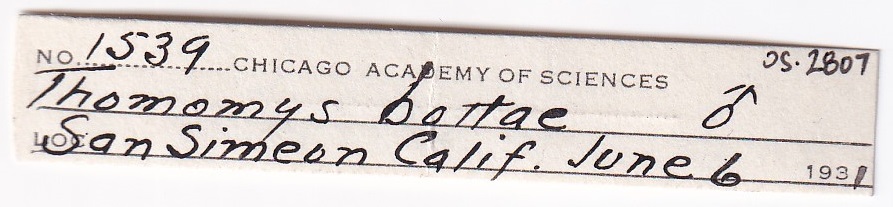 NO. 1539 CHICAGO ACADEMY OF SCIENCES OS. 2807
Thomomys bottae ♂
LOC. San Simeon Calif. June 6 1931